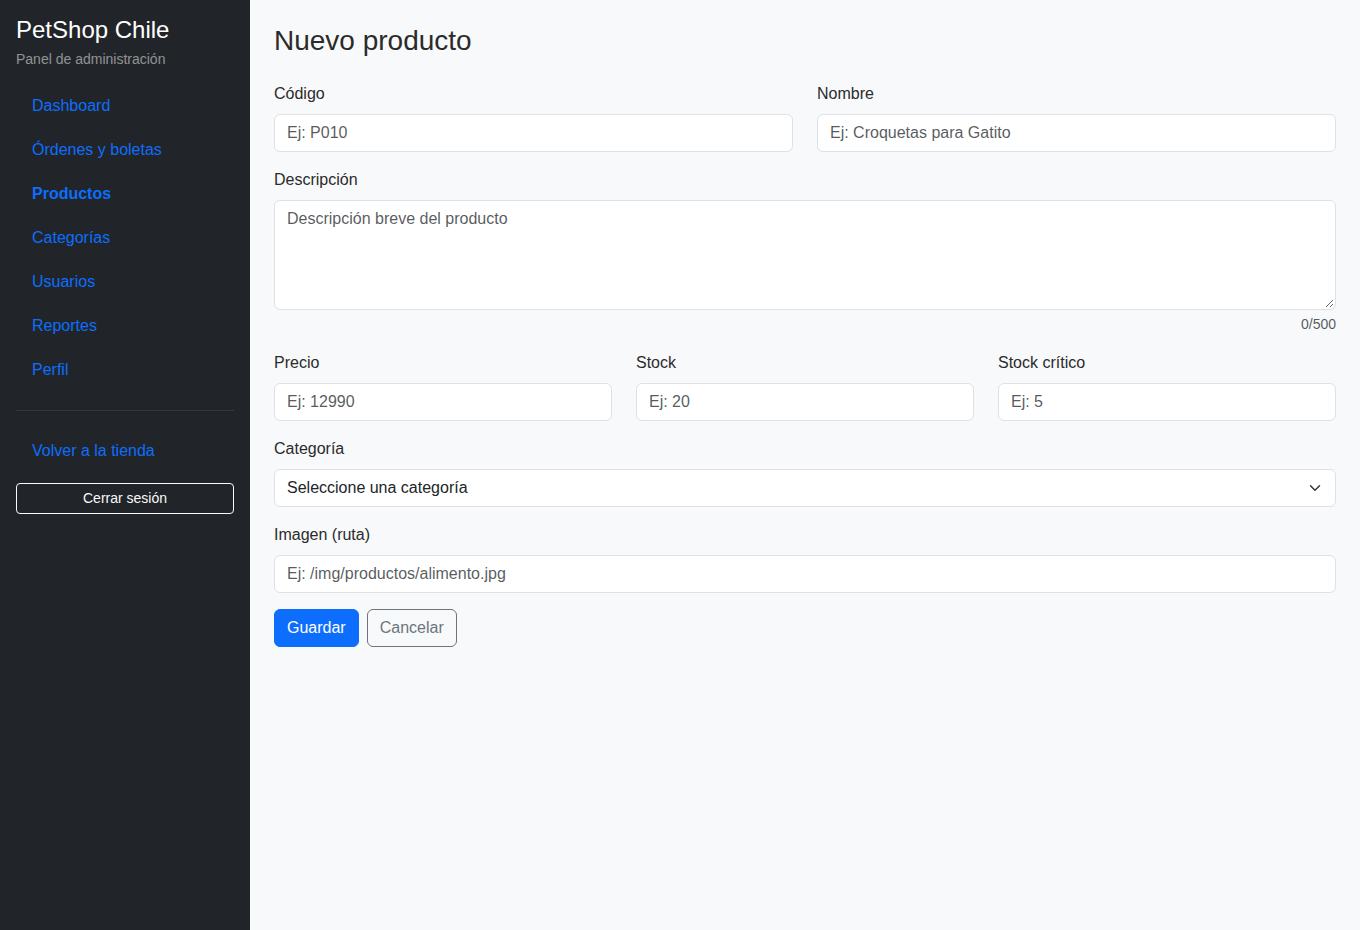 PetShop Chile
Panel de administración
Dashboard
Órdenes y boletas
Productos
Categorías
Usuarios
Reportes
Perfil
Volver a la tienda
Cerrar sesión
Nuevo producto
Código
Ej: P010
Nombre
Ej: Croquetas para Gatito
Descripción
Descripción breve del producto
0/500
Precio
Ej: 12990
Stock
Ej: 20
Stock crítico
Ej: 5
Categoría
Seleccione una categoría
Imagen (ruta)
Ej: /img/productos/alimento.jpg
Guardar
Cancelar